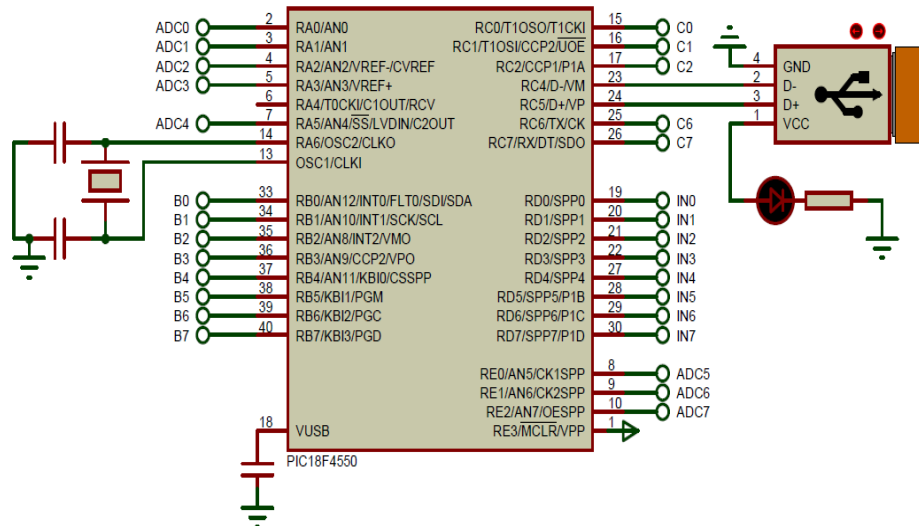 ADC0 2 RA0/AN0 RC0/T1OSO/T1CKI 15 C0
ADC1 3 RA1/AN1 RC1/T1OSI/CCP2/UOE 16 C1
ADC2 4 RA2/AN2/VREF-/CVREF RC2/CCP1/P1A 17 C2
ADC3 5 RA3/AN3/VREF+ RC4/D-/VM 23
6 RA4/T0CKI/C1OUT/RCV RC5/D+/VP 24
ADC4 7 RA5/AN4/SS/LVDIN/C2OUT RC6/TX/CK 25 C6
14 RA6/OSC2/CLKO RC7/RX/DT/SDO 26 C7
13 OSC1/CLKI
4 GND
2 D-
3 D+
1 VCC
B0 33 RB0/AN12/INT0/FLT0/SDI/SDA RD0/SPP0 19 IN0
B1 34 RB1/AN10/INT1/SCK/SCL RD1/SPP1 20 IN1
B2 35 RB2/AN8/INT2/VMO RD2/SPP2 21 IN2
B3 36 RB3/AN9/CCP2/VPO RD3/SPP3 22 IN3
B4 37 RB4/AN11/KBI0/CSSPP RD4/SPP4 27 IN4
B5 38 RB5/KBI1/PGM RD5/SPP5/P1B 28 IN5
B6 39 RB6/KBI2/PGC RD6/SPP6/P1C 29 IN6
B7 40 RB7/KBI3/PGD RD7/SPP7/P1D 30 IN7
RE0/AN5/CK1SPP 8 ADC5
RE1/AN6/CK2SPP 9 ADC6
RE2/AN7/OESPP 10 ADC7
18 VUSB RE3/MCLR/VPP 1
PIC18F4550